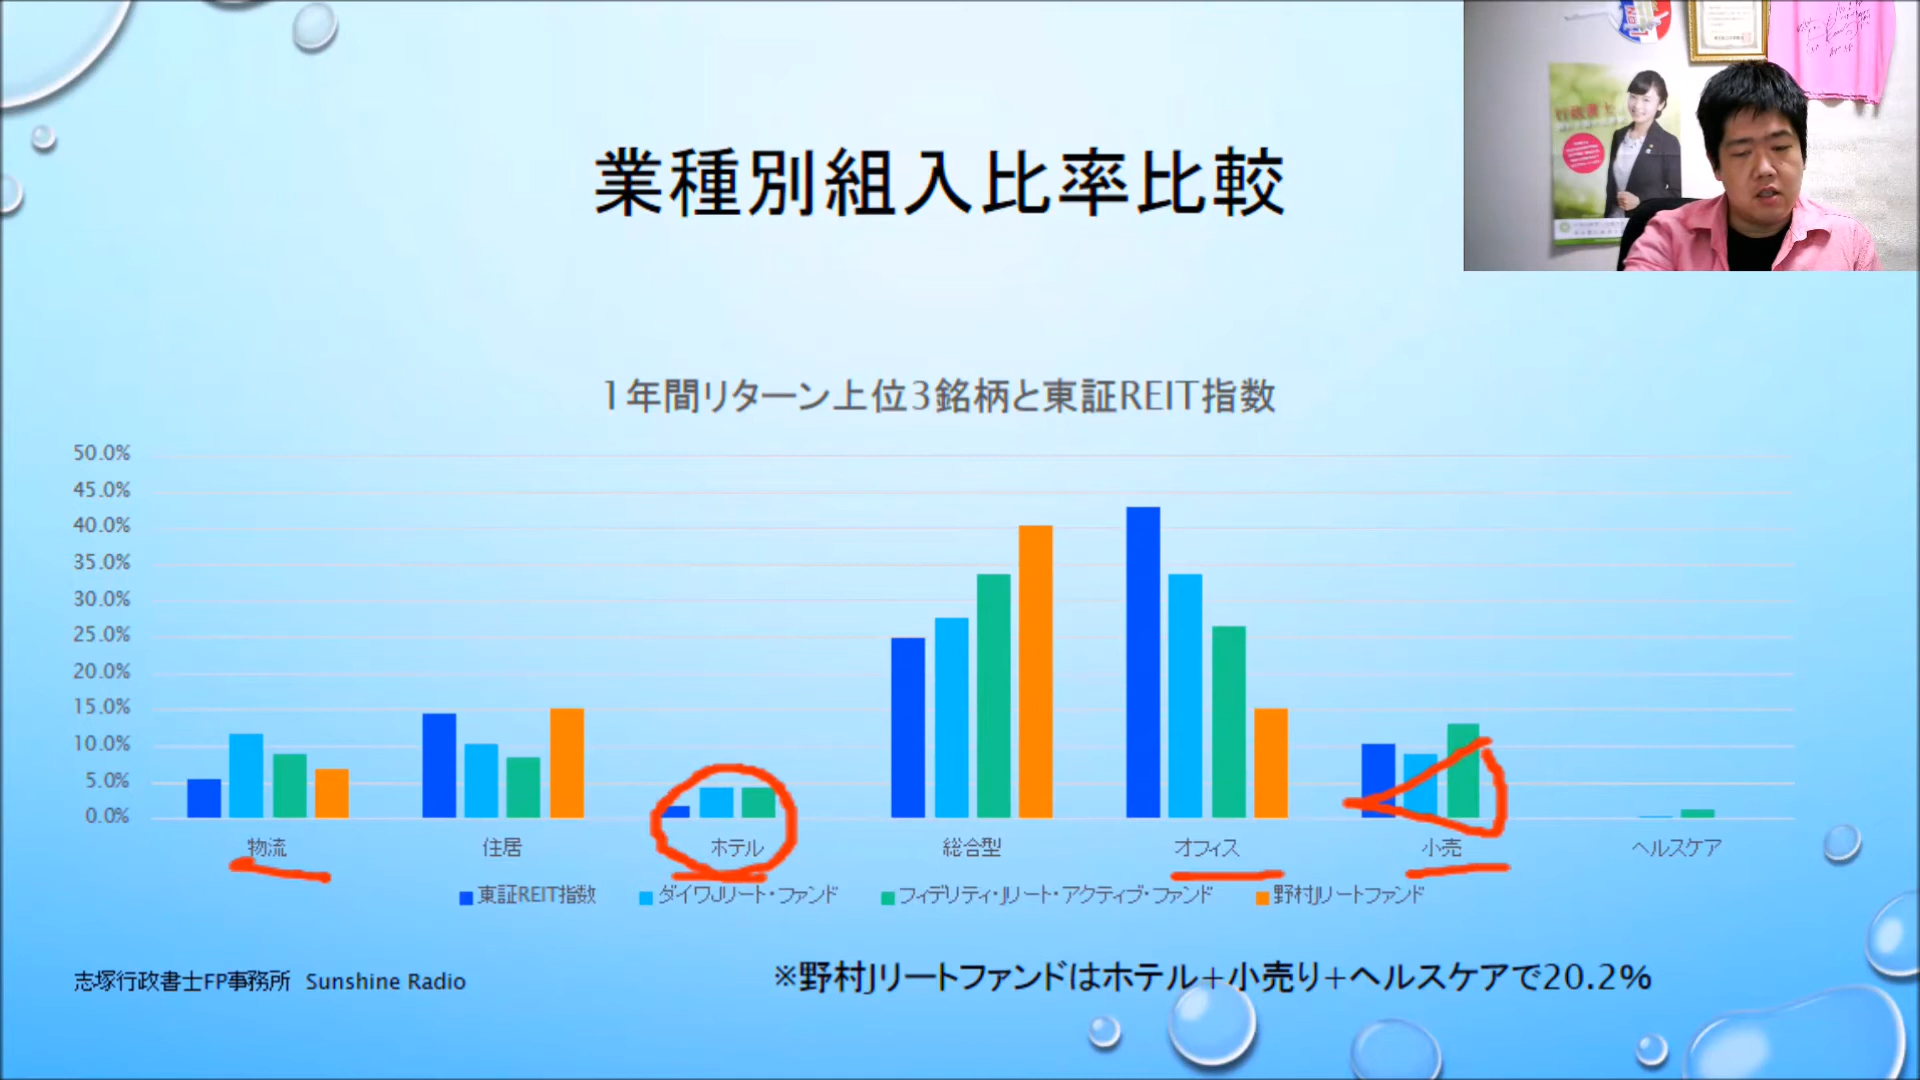 業種別組入比率比較
行政書士
1年間リターン上位3銘柄と東証REIT指数
50.0%
45.0%
40.0%
35.0%
30.0%
25.0%
20.0%
15.0%
10.0%
5.0%
0.0%
物流 住居 ホテル 総合型 オフィス 小売 ヘルスケア
東証REIT指数 ダイワJリート・ファンド フィデリティ・Jリート・アクティブ・ファンド 野村Jリートファンド
志塚行政書士FP事務所 Sunshine Radio
※野村Jリートファンドはホテル+小売り+ヘルスケアで20.2%